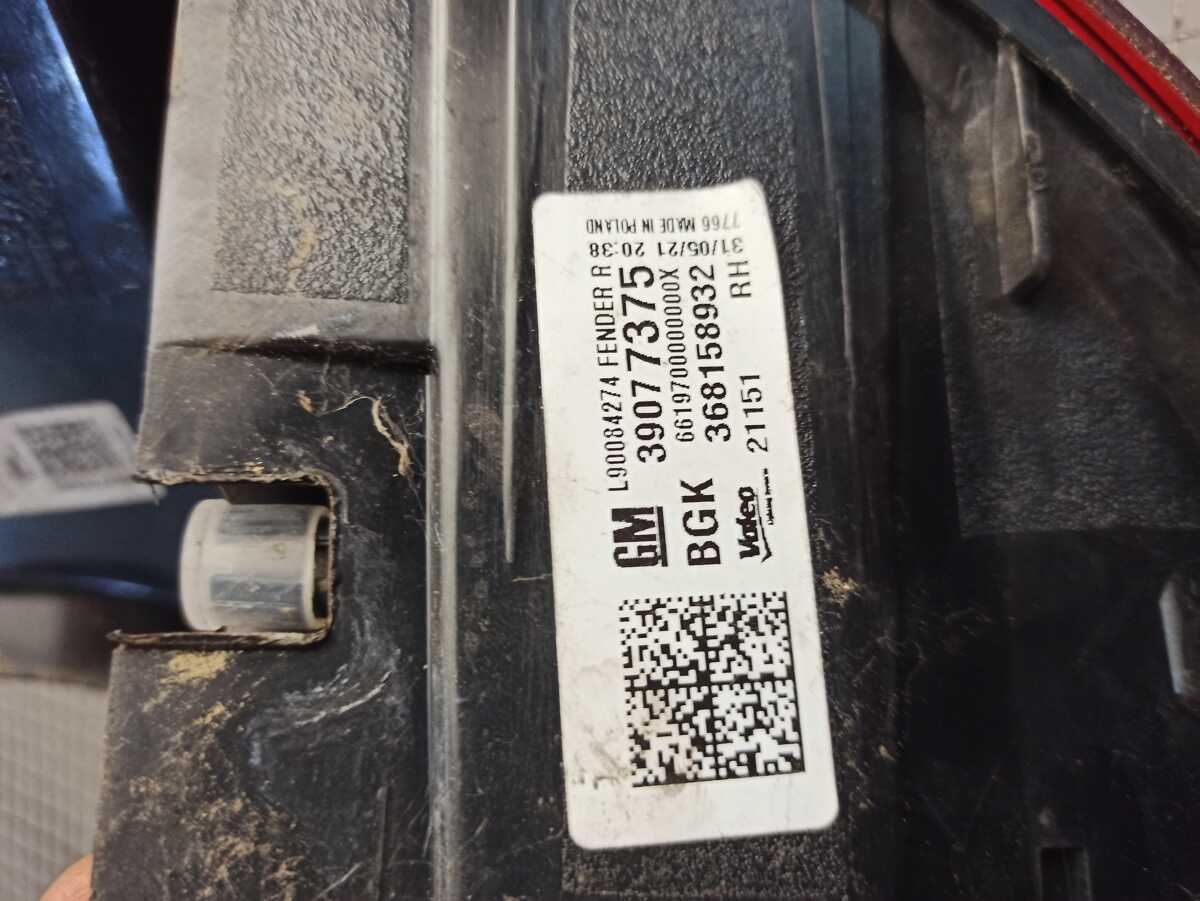 L90084274 FENDER R
GM 39077375
661970000000000X
BGK 368158932
Valeo 21151 RH
7766 MADE IN POLAND
31/05/21 20:38